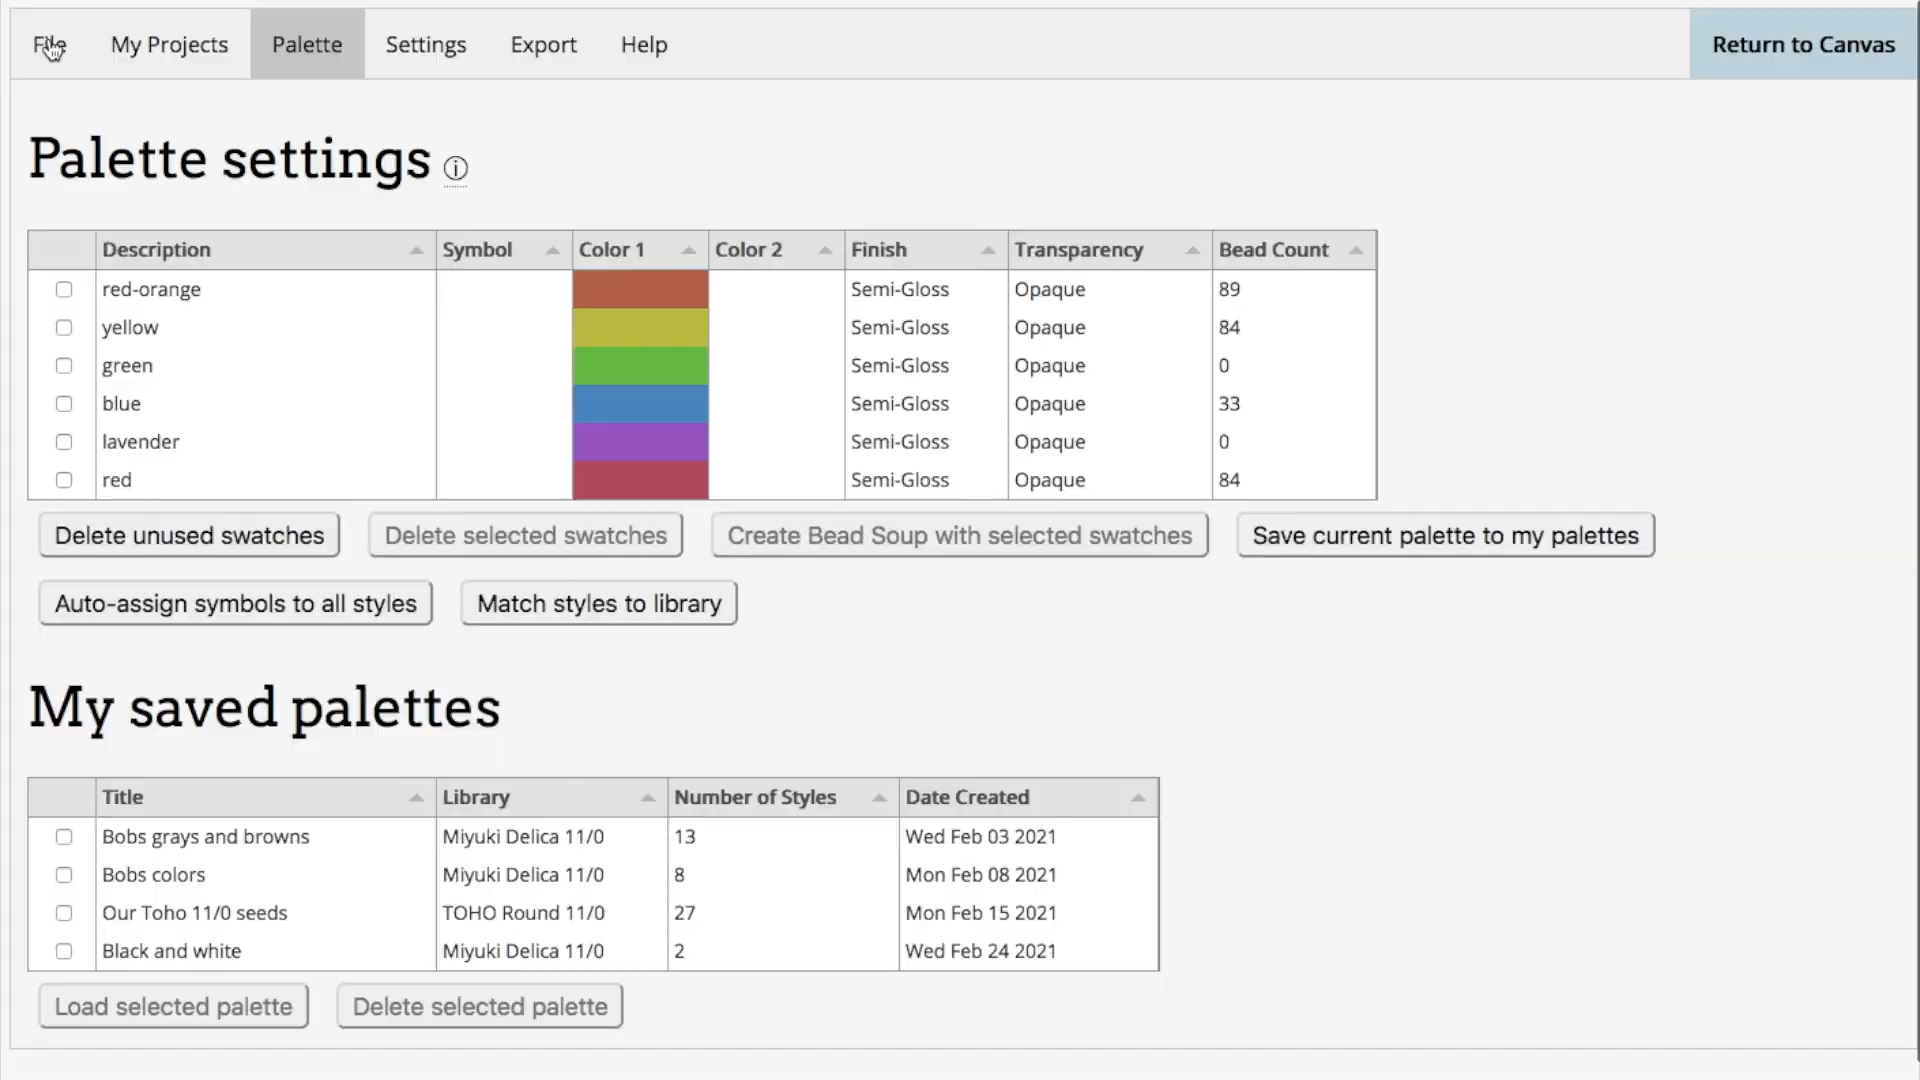 File My Projects Palette Settings Export Help Return to Canvas
Palette settings ⓘ
Description Symbol Color 1 Color 2 Finish Transparency Bead Count
red-orange Semi-Gloss Opaque 89
yellow Semi-Gloss Opaque 84
green Semi-Gloss Opaque 0
blue Semi-Gloss Opaque 33
lavender Semi-Gloss Opaque 0
red Semi-Gloss Opaque 84
Delete unused swatches Delete selected swatches Create Bead Soup with selected swatches Save current palette to my palettes
Auto-assign symbols to all styles Match styles to library
My saved palettes
Title Library Number of Styles Date Created
Bobs grays and browns Miyuki Delica 11/0 13 Wed Feb 03 2021
Bobs colors Miyuki Delica 11/0 8 Mon Feb 08 2021
Our Toho 11/0 seeds TOHO Round 11/0 27 Mon Feb 15 2021
Black and white Miyuki Delica 11/0 2 Wed Feb 24 2021
Load selected palette Delete selected palette